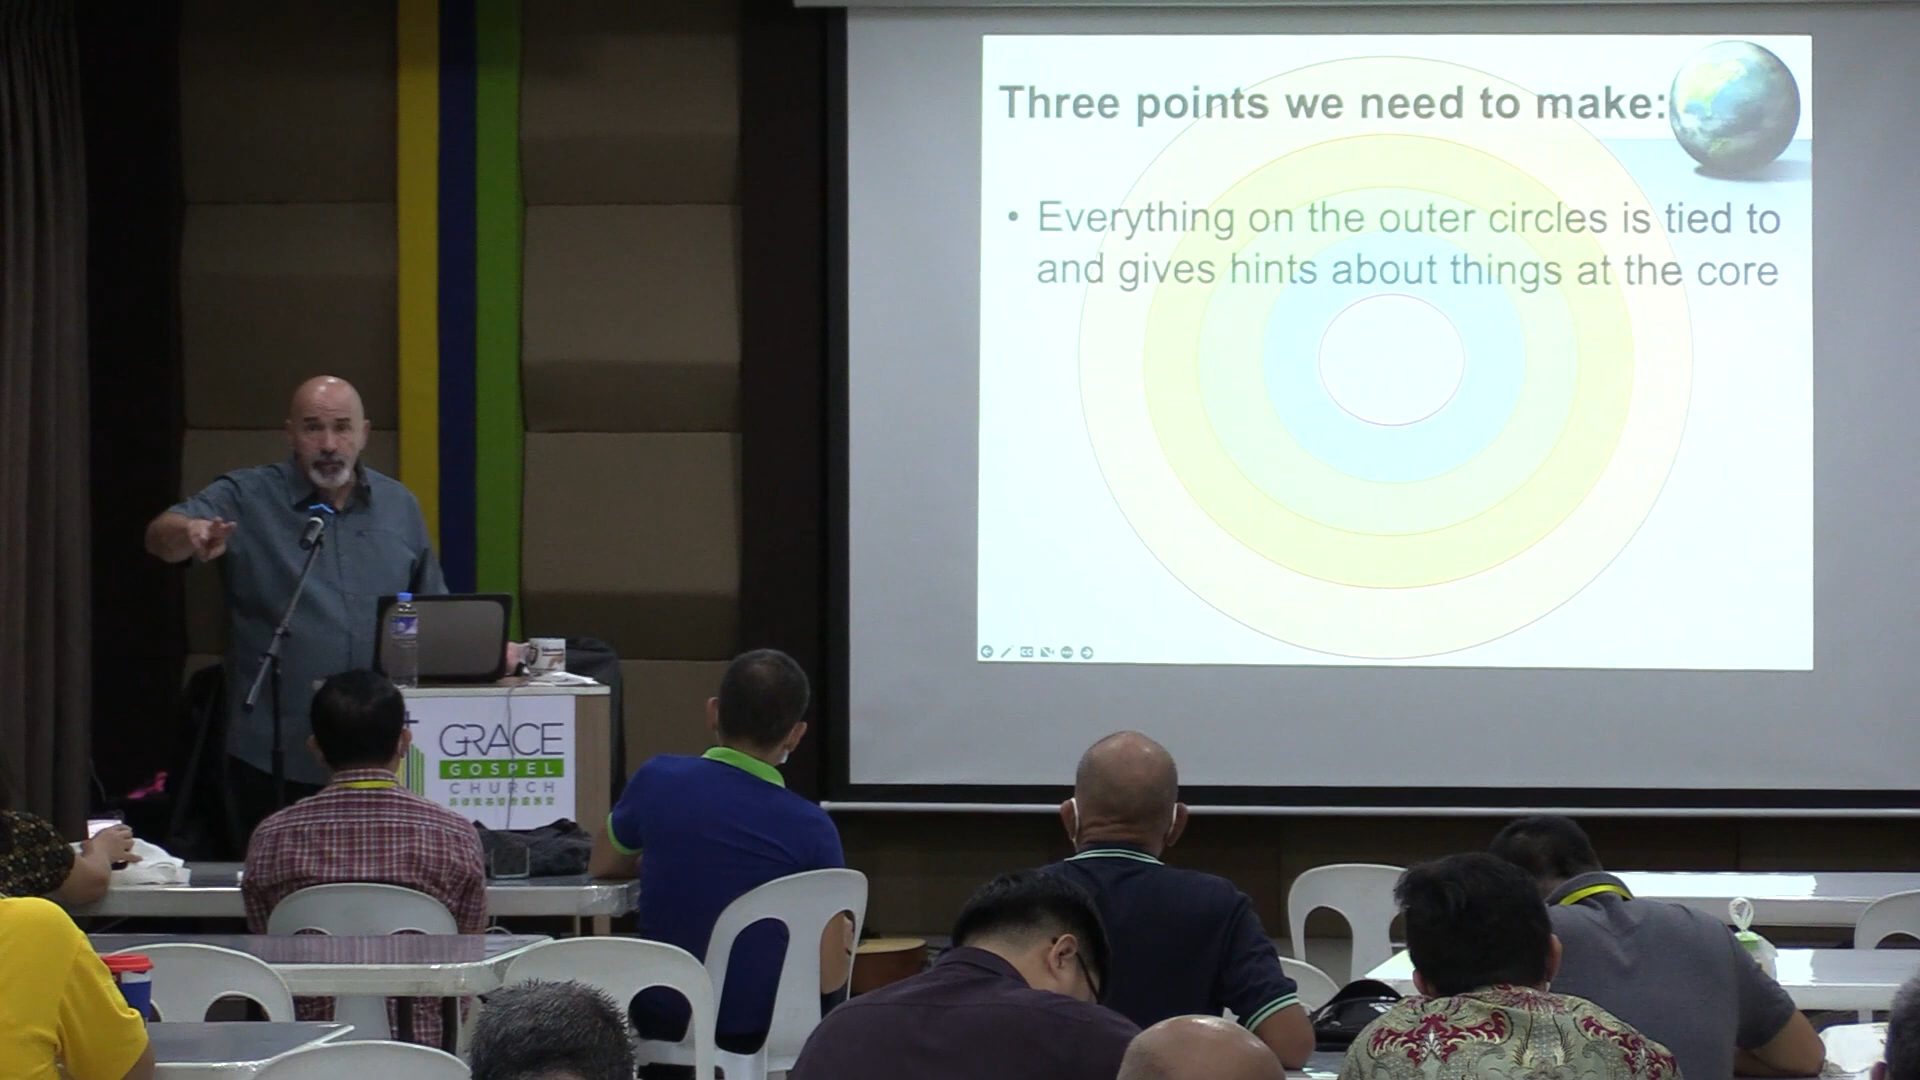 Three points we need to make:
• Everything on the outer circles is tied to
and gives hints about things at the core
GRACE
GOSPEL
CHURCH